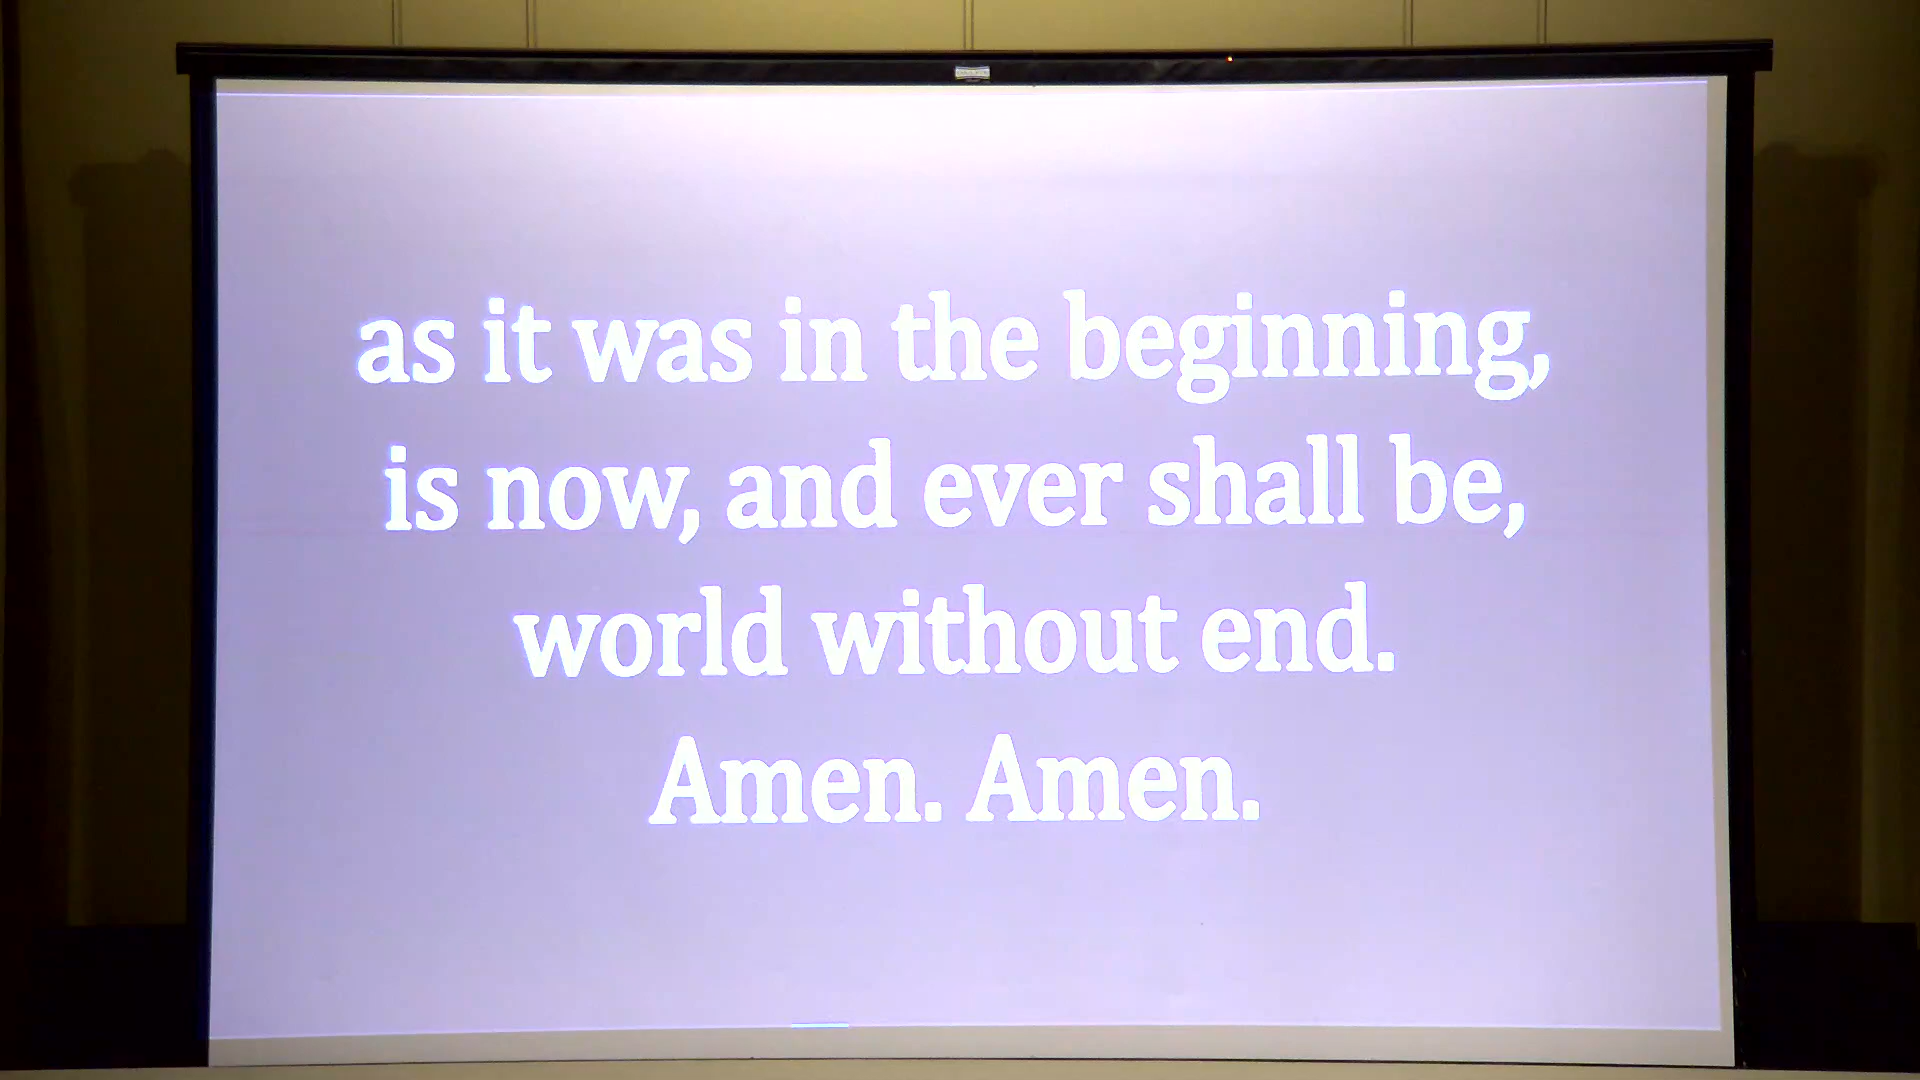 as it was in the beginning,
is now, and ever shall be,
world without end.
Amen. Amen.